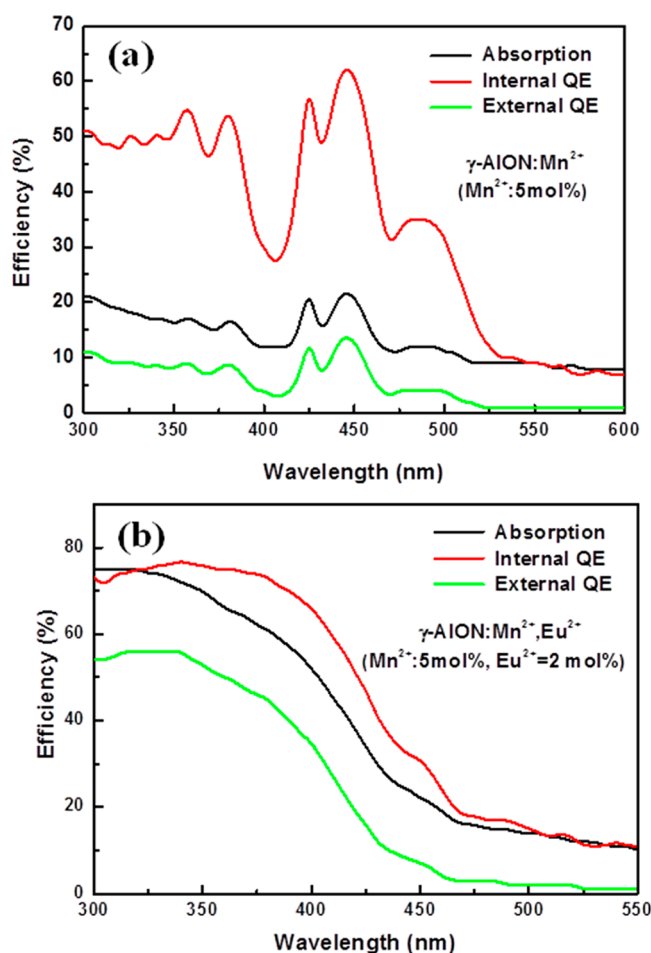 (a)
Absorption
Internal QE
External QE
γ-AlON:Mn²⁺
(Mn²⁺:5mol%)
Efficiency (%)
70
60
50
40
30
20
10
0
300 350 400 450 500 550 600
Wavelength (nm)
(b)
Absorption
Internal QE
External QE
γ-AlON:Mn²⁺,Eu²⁺
(Mn²⁺:5mol%, Eu²⁺=2 mol%)
Efficiency (%)
80
60
40
20
0
300 350 400 450 500 550
Wavelength (nm)